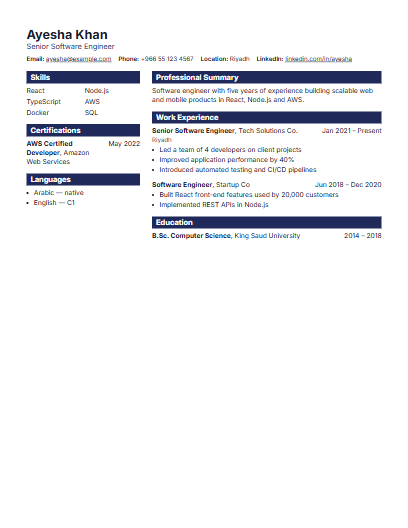 Ayesha Khan
Senior Software Engineer
Email: ayesha@example.com Phone: +966 55 123 4567 Location: Riyadh LinkedIn: linkedin.com/in/ayesha
Skills
React Node.js
TypeScript AWS
Docker SQL
Certifications
AWS Certified May 2022
Developer, Amazon
Web Services
Languages
• Arabic — native
• English — C1
Professional Summary
Software engineer with five years of experience building scalable web
and mobile products in React, Node.js and AWS.
Work Experience
Senior Software Engineer, Tech Solutions Co. Jan 2021 – Present
Riyadh
• Led a team of 4 developers on client projects
• Improved application performance by 40%
• Introduced automated testing and CI/CD pipelines
Software Engineer, Startup Co Jun 2018 – Dec 2020
• Built React front-end features used by 20,000 customers
• Implemented REST APIs in Node.js
Education
B.Sc. Computer Science, King Saud University 2014 – 2018